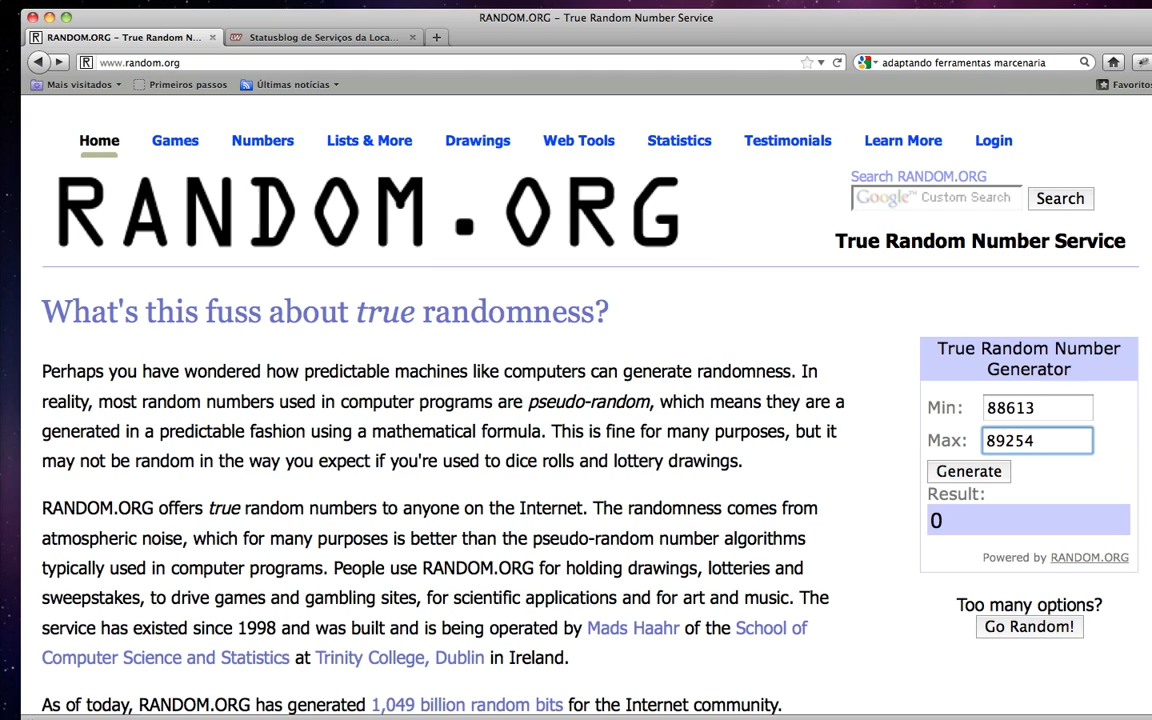 RANDOM.ORG – True Random Number Service
RANDOM.ORG – True Random N...
Statusblog de Serviços da Loca...
www.random.org
adaptando ferramentas marcenaria
Mais visitados
Primeiros passos
Últimas notícias
Favoritos
Home Games Numbers Lists & More Drawings Web Tools Statistics Testimonials Learn More Login
RANDOM.ORG
Search RANDOM.ORG
Google™ Custom Search
Search
True Random Number Service
What's this fuss about true randomness?
Perhaps you have wondered how predictable machines like computers can generate randomness. In
reality, most random numbers used in computer programs are pseudo-random, which means they are a
generated in a predictable fashion using a mathematical formula. This is fine for many purposes, but it
may not be random in the way you expect if you're used to dice rolls and lottery drawings.
RANDOM.ORG offers true random numbers to anyone on the Internet. The randomness comes from
atmospheric noise, which for many purposes is better than the pseudo-random number algorithms
typically used in computer programs. People use RANDOM.ORG for holding drawings, lotteries and
sweepstakes, to drive games and gambling sites, for scientific applications and for art and music. The
service has existed since 1998 and was built and is being operated by Mads Haahr of the School of
Computer Science and Statistics at Trinity College, Dublin in Ireland.
As of today, RANDOM.ORG has generated 1,049 billion random bits for the Internet community.
True Random Number
Generator
Min: 88613
Max: 89254
Generate
Result:
0
Powered by RANDOM.ORG
Too many options?
Go Random!